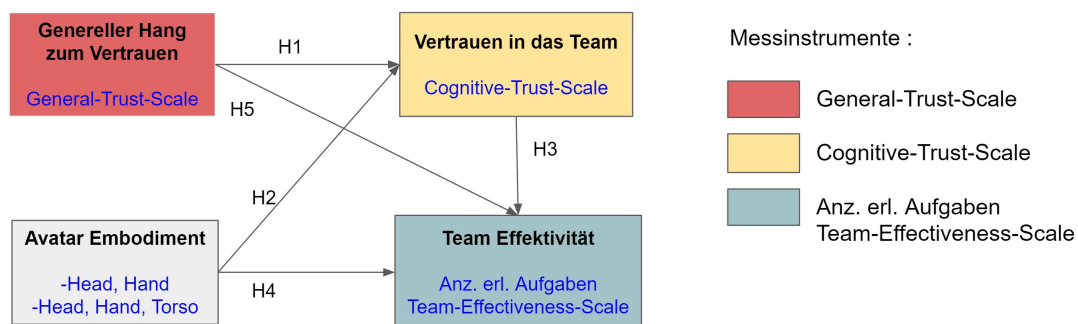 Genereller Hang
zum Vertrauen
General-Trust-Scale
H1
Vertrauen in das Team
Cognitive-Trust-Scale
H5
H2
H3
Avatar Embodiment
-Head, Hand
-Head, Hand, Torso
H4
Team Effektivität
Anz. erl. Aufgaben
Team-Effectiveness-Scale
Messinstrumente :
General-Trust-Scale
Cognitive-Trust-Scale
Anz. erl. Aufgaben
Team-Effectiveness-Scale